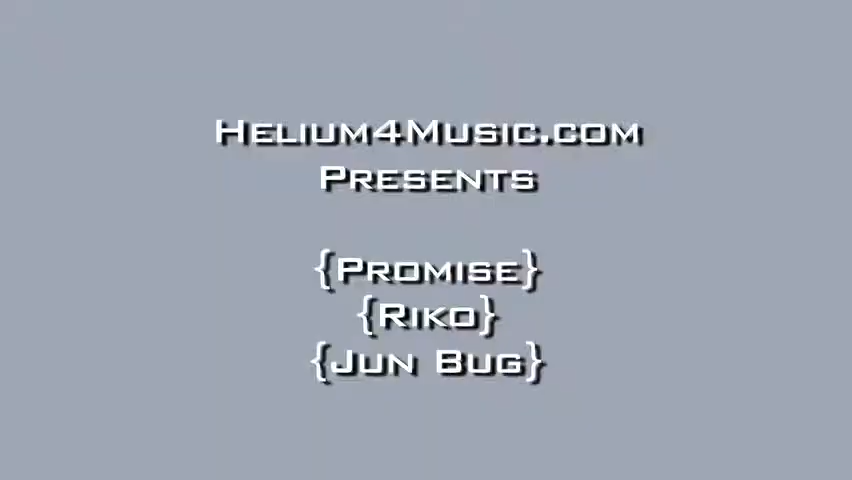 Helium4Music.com
Presents
{Promise}
{Riko}
{Jun Bug}